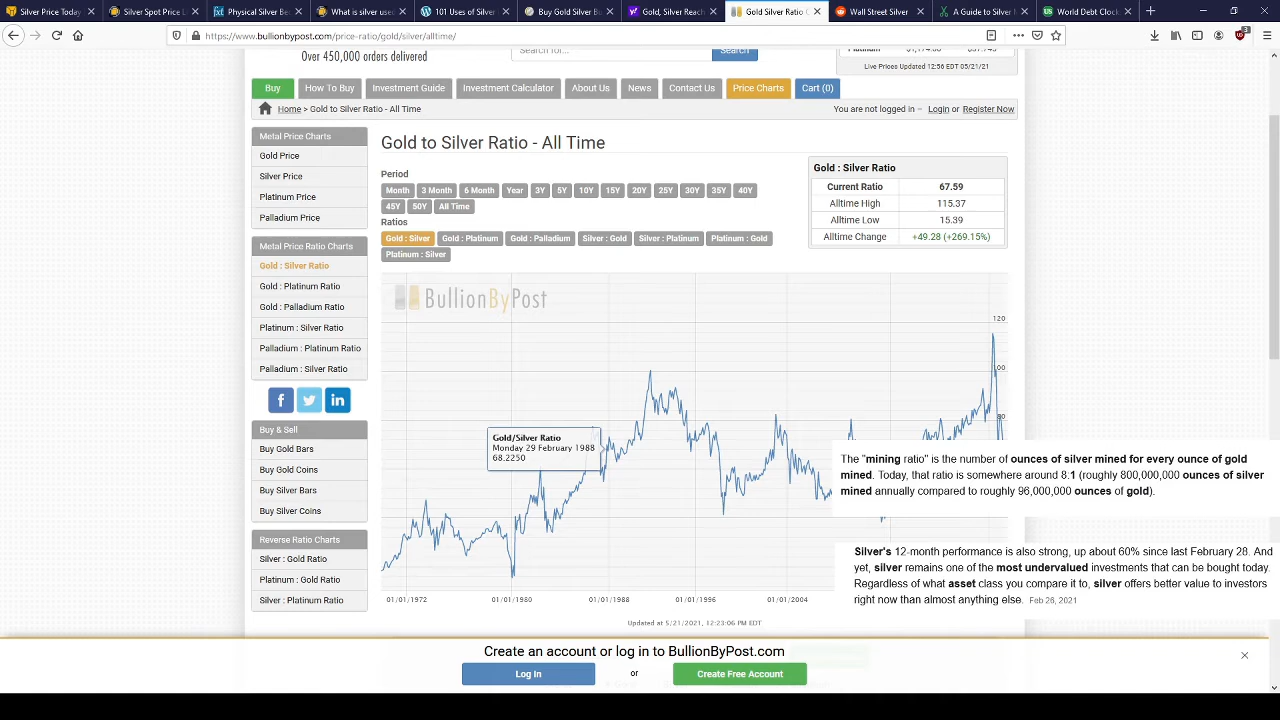 Silver Price Today
Silver Spot Price
Physical Silver
What is silver use
101 Uses of Silver
Buy Gold Silver
Gold, Silver Reach
Gold Silver Ratio
Wall Street Silver
A Guide to Silver
World Debt Clock
https://www.bullionbypost.com/price-ratio/gold/silver/alltime/
Over 450,000 orders delivered
Search for...
Search
Platinum
Live Prices Updated 12:56 EDT 05/21/21
Buy
How To Buy
Investment Guide
Investment Calculator
About Us
News
Contact Us
Price Charts
Cart (0)
Home > Gold to Silver Ratio - All Time
You are not logged in - Login or Register Now
Metal Price Charts
Gold Price
Silver Price
Platinum Price
Palladium Price
Metal Price Ratio Charts
Gold : Silver Ratio
Gold : Platinum Ratio
Gold : Palladium Ratio
Platinum : Silver Ratio
Palladium : Platinum Ratio
Palladium : Silver Ratio
Buy & Sell
Buy Gold Bars
Buy Gold Coins
Buy Silver Bars
Buy Silver Coins
Reverse Ratio Charts
Silver : Gold Ratio
Platinum : Gold Ratio
Silver : Platinum Ratio
Gold to Silver Ratio - All Time
Period
Month 3 Month 6 Month Year 3Y 5Y 10Y 15Y 20Y 25Y 30Y 35Y 40Y
45Y 50Y All Time
Ratios
Gold : Silver Gold : Platinum Gold : Palladium Silver : Gold Silver : Platinum Platinum : Gold
Platinum : Silver
Gold : Silver Ratio
Current Ratio 67.59
Alltime High 115.37
Alltime Low 15.39
Alltime Change +49.28 (+269.15%)
BullionByPost
120
80
Gold/Silver Ratio
Monday 29 February 1988
68.2250
01/01/1972 01/01/1980 01/01/1988 01/01/1996 01/01/2004
Updated at 5/21/2021, 12:23:06 PM EDT
The "mining ratio" is the number of ounces of silver mined for every ounce of gold
mined. Today, that ratio is somewhere around 8:1 (roughly 800,000,000 ounces of silver
mined annually compared to roughly 96,000,000 ounces of gold).
Silver's 12-month performance is also strong, up about 60% since last February 28. And
yet, silver remains one of the most undervalued investments that can be bought today.
Regardless of what asset class you compare it to, silver offers better value to investors
right now than almost anything else. Feb 26, 2021
Create an account or log in to BullionByPost.com
Log In
or
Create Free Account